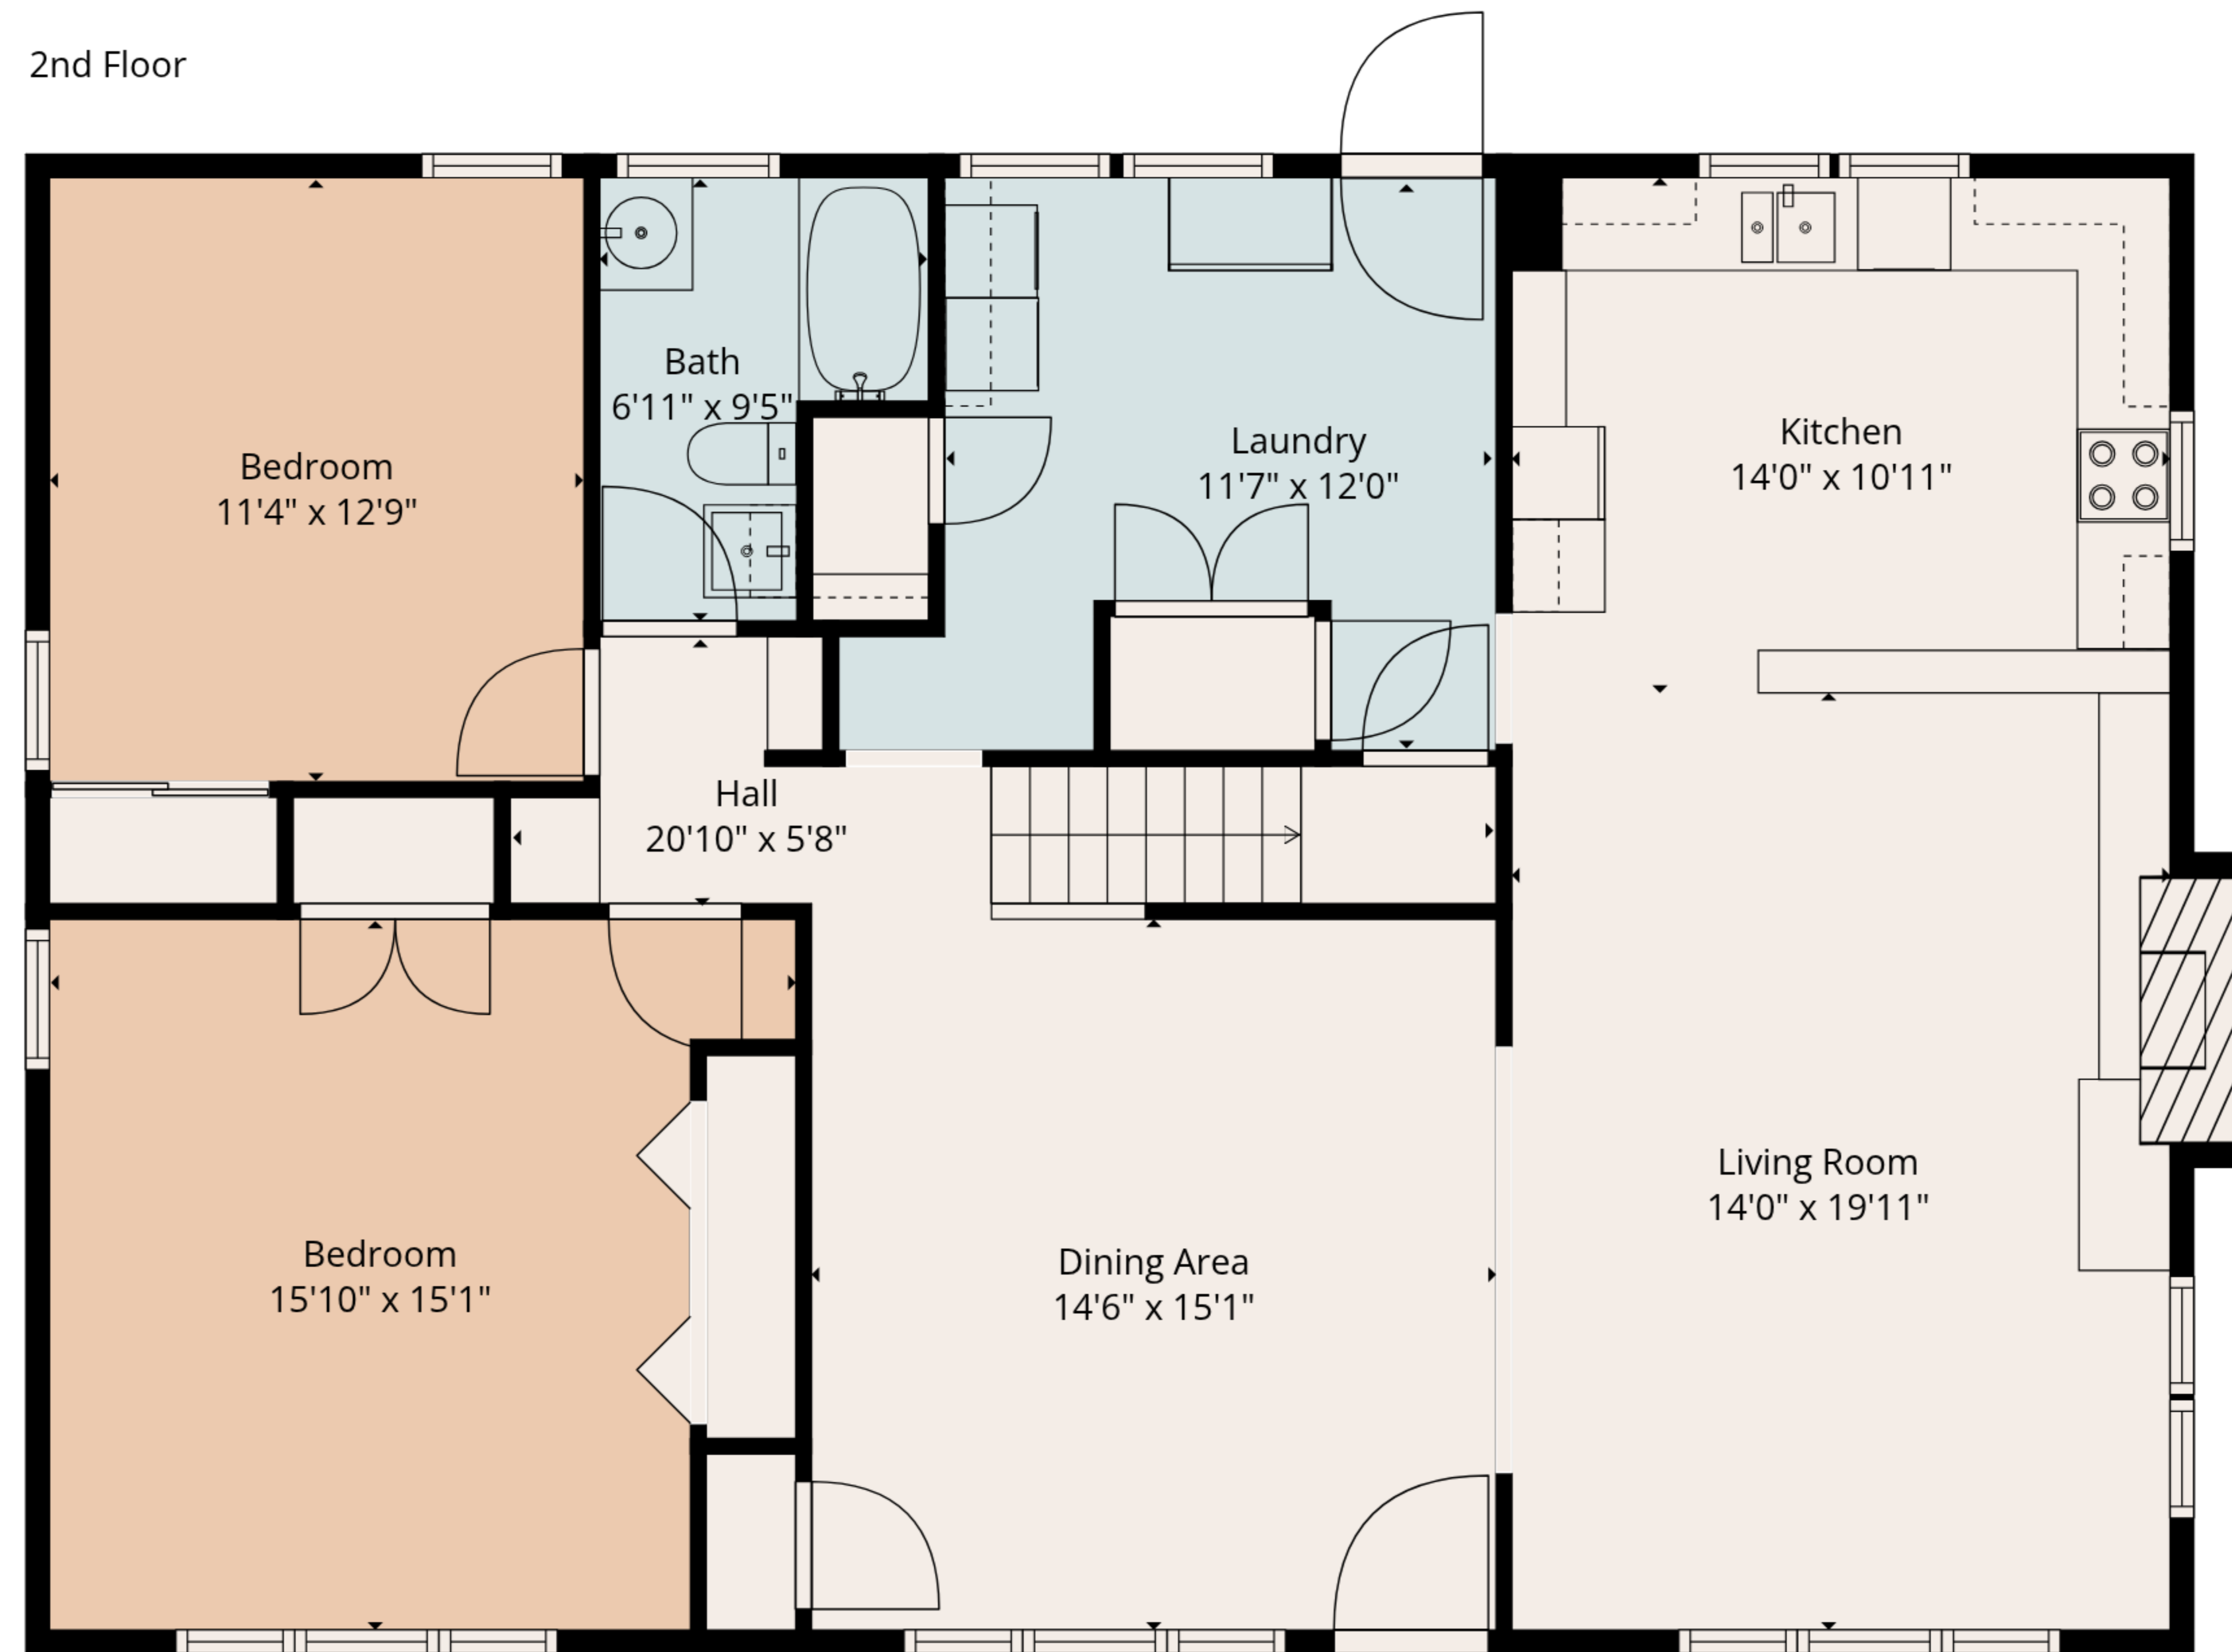 2nd Floor
Bath
6'11" x 9'5"
Bedroom
11'4" x 12'9"
Laundry
11'7" x 12'0"
Kitchen
14'0" x 10'11"
Hall
20'10" x 5'8"
Living Room
14'0" x 19'11"
Bedroom
15'10" x 15'1"
Dining Area
14'6" x 15'1"